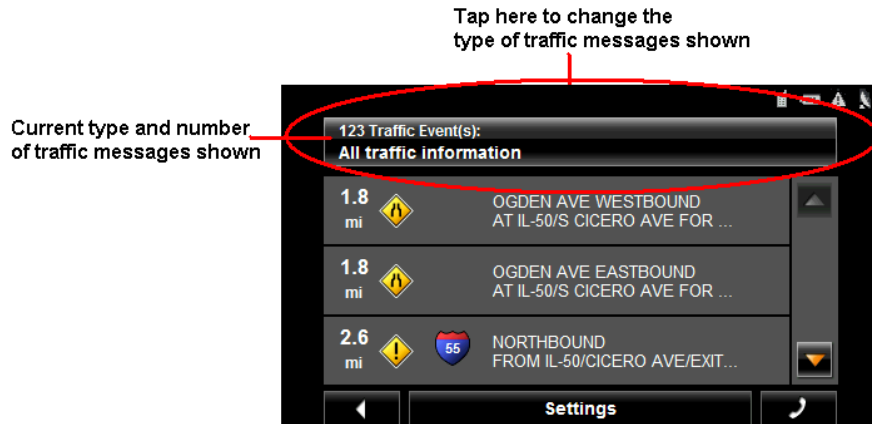 Tap here to change the
type of traffic messages shown
Current type and number
of traffic messages shown
123 Traffic Event(s):
All traffic information
1.8
mi
OGDEN AVE WESTBOUND
AT IL-50/S CICERO AVE FOR ...
1.8
mi
OGDEN AVE EASTBOUND
AT IL-50/S CICERO AVE FOR ...
2.6
mi
55
NORTHBOUND
FROM IL-50/CICERO AVE/EXIT...
Settings